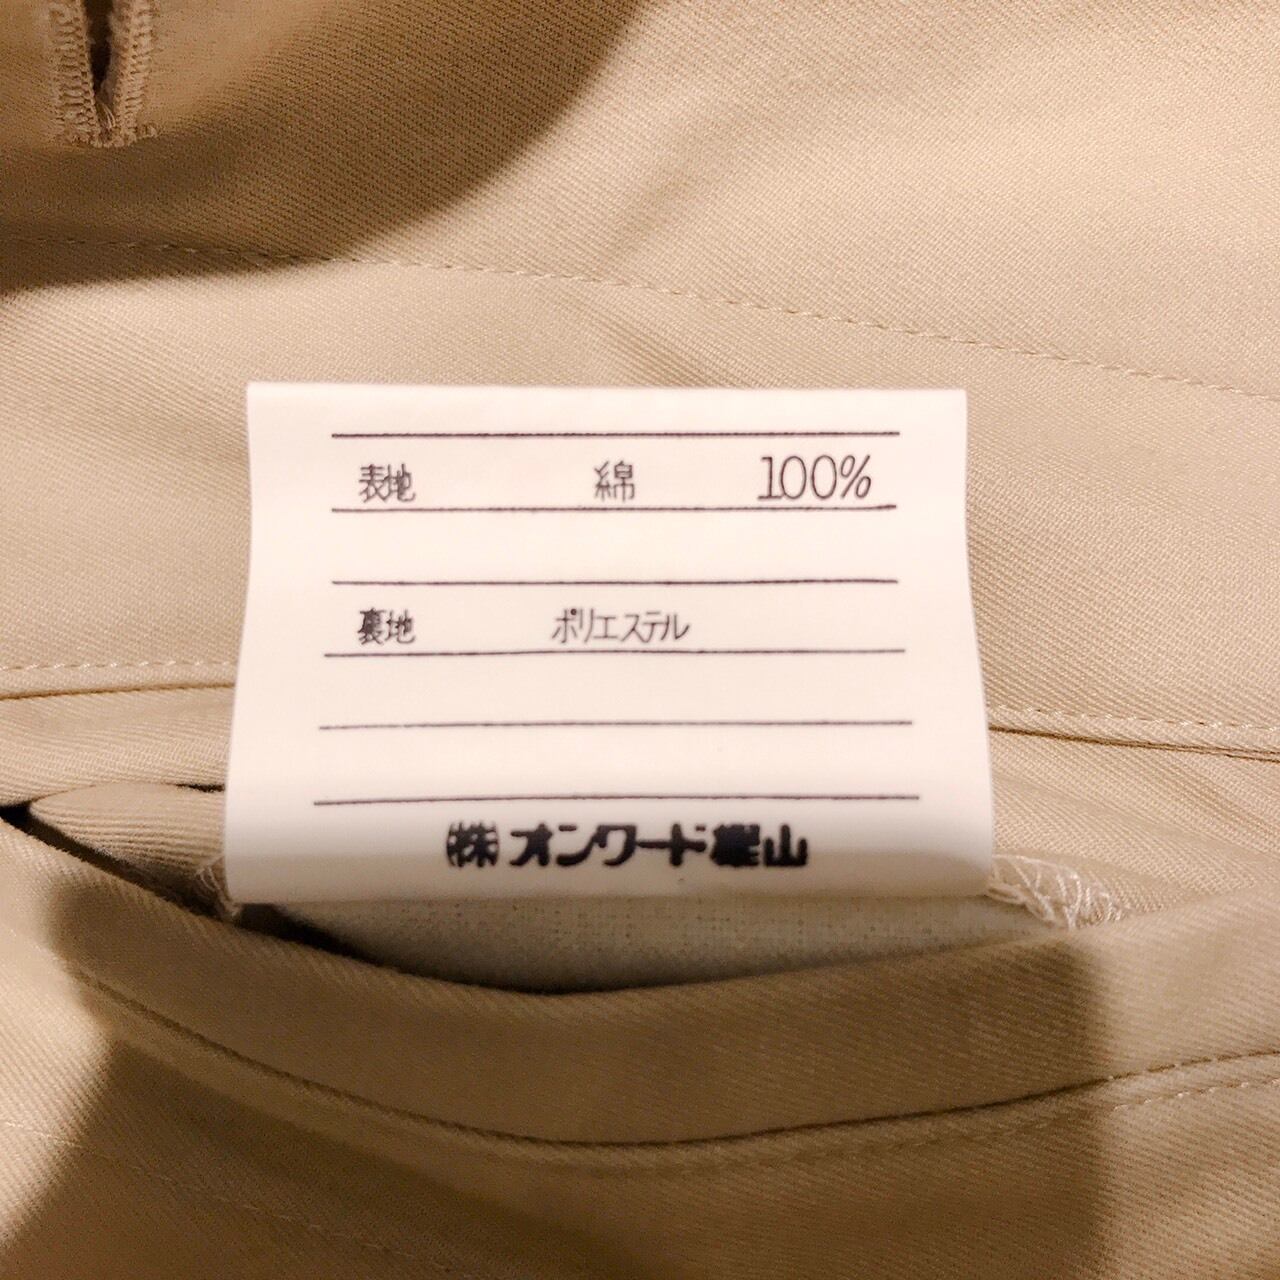 表地 綿 100%
裏地 ポリエステル
㈱オンワード樫山